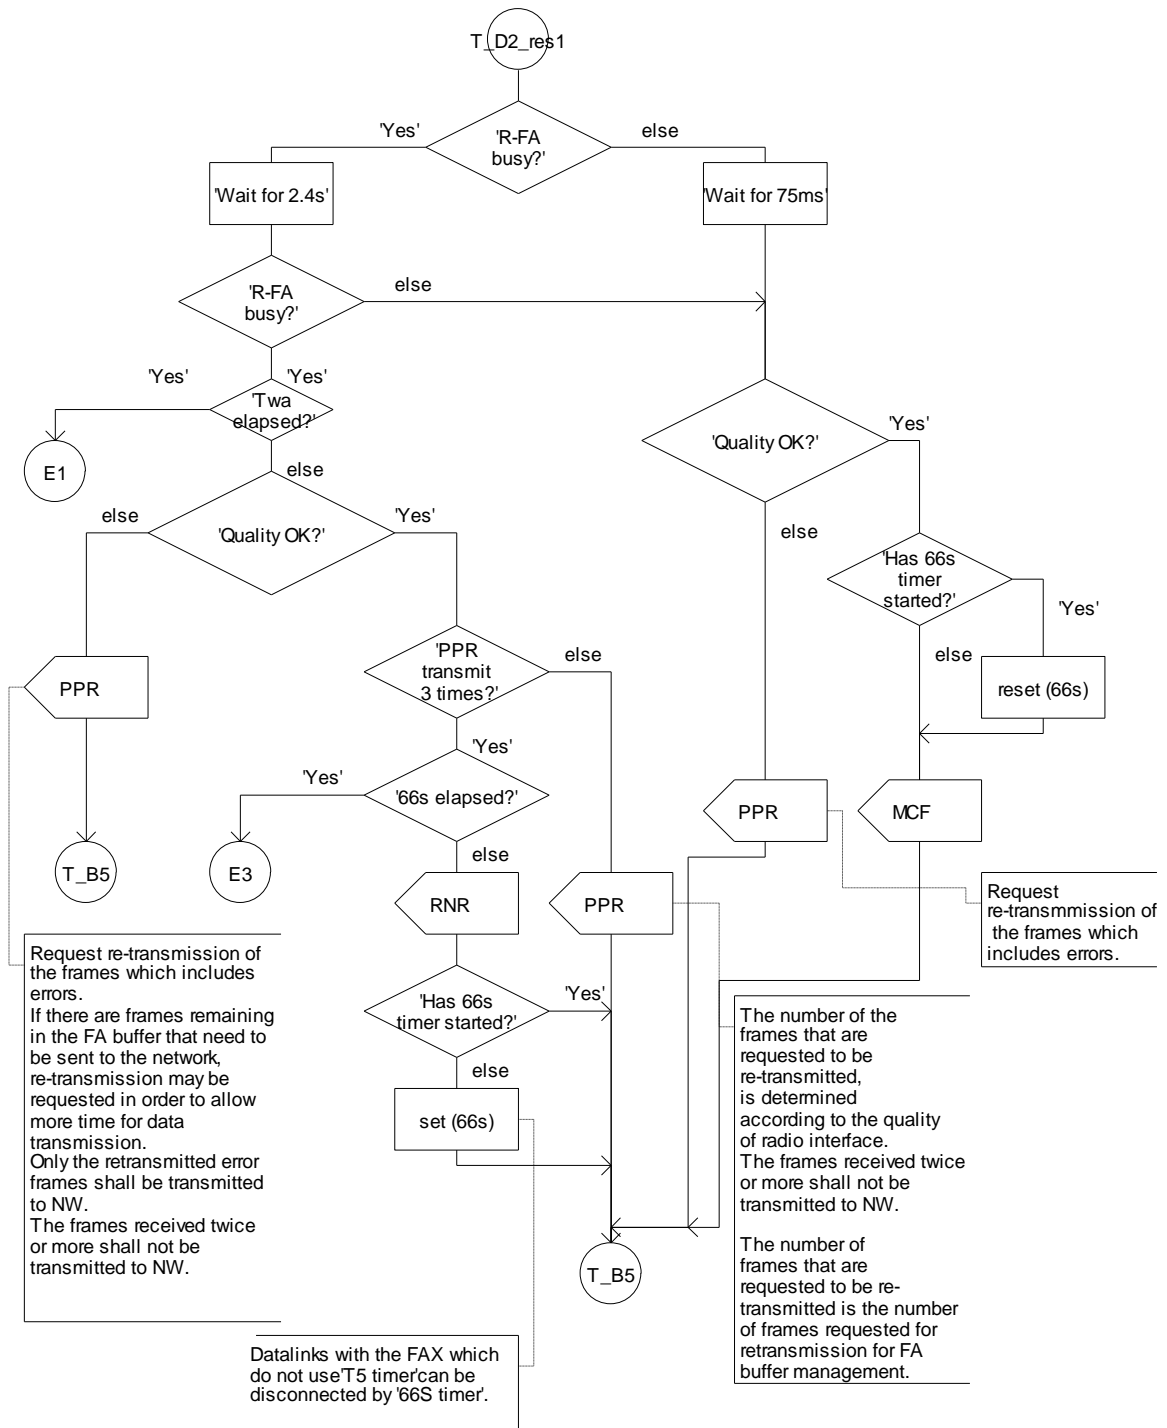 T_D2_res1
'Yes'
'R-FA
busy?'
else
'Wait for 2.4s'
'Wait for 75ms'
'R-FA
busy?'
else
'Yes'
'Yes'
'Twa
elapsed?'
E1
else
'Quality OK?'
'Yes'
else
'Quality OK?'
'Yes'
else
'Has 66s
timer
started?'
'Yes'
else
reset (66s)
PPR
'PPR
transmit
3 times?'
else
'Yes'
'Yes'
'66s elapsed?'
else
PPR
MCF
T_B5
E3
RNR
PPR
Request
re-transmmission of
the frames which
includes errors.
Request re-transmission of
the frames which includes
errors.
If there are frames remaining
in the FA buffer that need to
be sent to the network,
re-transmission may be
requested in order to allow
more time for data
transmission.
Only the retransmitted error
frames shall be transmitted
to NW.
The frames received twice
or more shall not be
transmitted to NW.
'Has 66s
timer started?'
'Yes'
else
set (66s)
The number of the
frames that are
requested to be
re-transmitted,
is determined
according to the quality
of radio interface.
The frames received twice
or more shall not be
transmitted to NW.
The number of
frames that are
requested to be re-
transmitted is the number
of frames requested for
retransmission for FA
buffer management.
T_B5
Datalinks with the FAX which
do not use'T5 timer'can be
disconnected by '66S timer'.